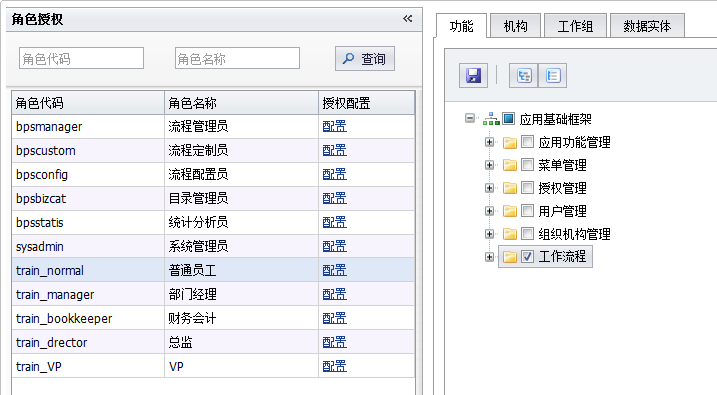 角色授权
角色代码 角色名称 查询
角色代码 角色名称 授权配置
bpsmanager 流程管理员 配置
bpscustom 流程定制员 配置
bpsconfig 流程配置员 配置
bpsbizcat 目录管理员 配置
bpsstatis 统计分析员 配置
sysadmin 系统管理员 配置
train_normal 普通员工 配置
train_manager 部门经理 配置
train_bookkeeper 财务会计 配置
train_drector 总监 配置
train_VP VP 配置
功能 机构 工作组 数据实体
应用基础框架
应用功能管理
菜单管理
授权管理
用户管理
组织机构管理
工作流程